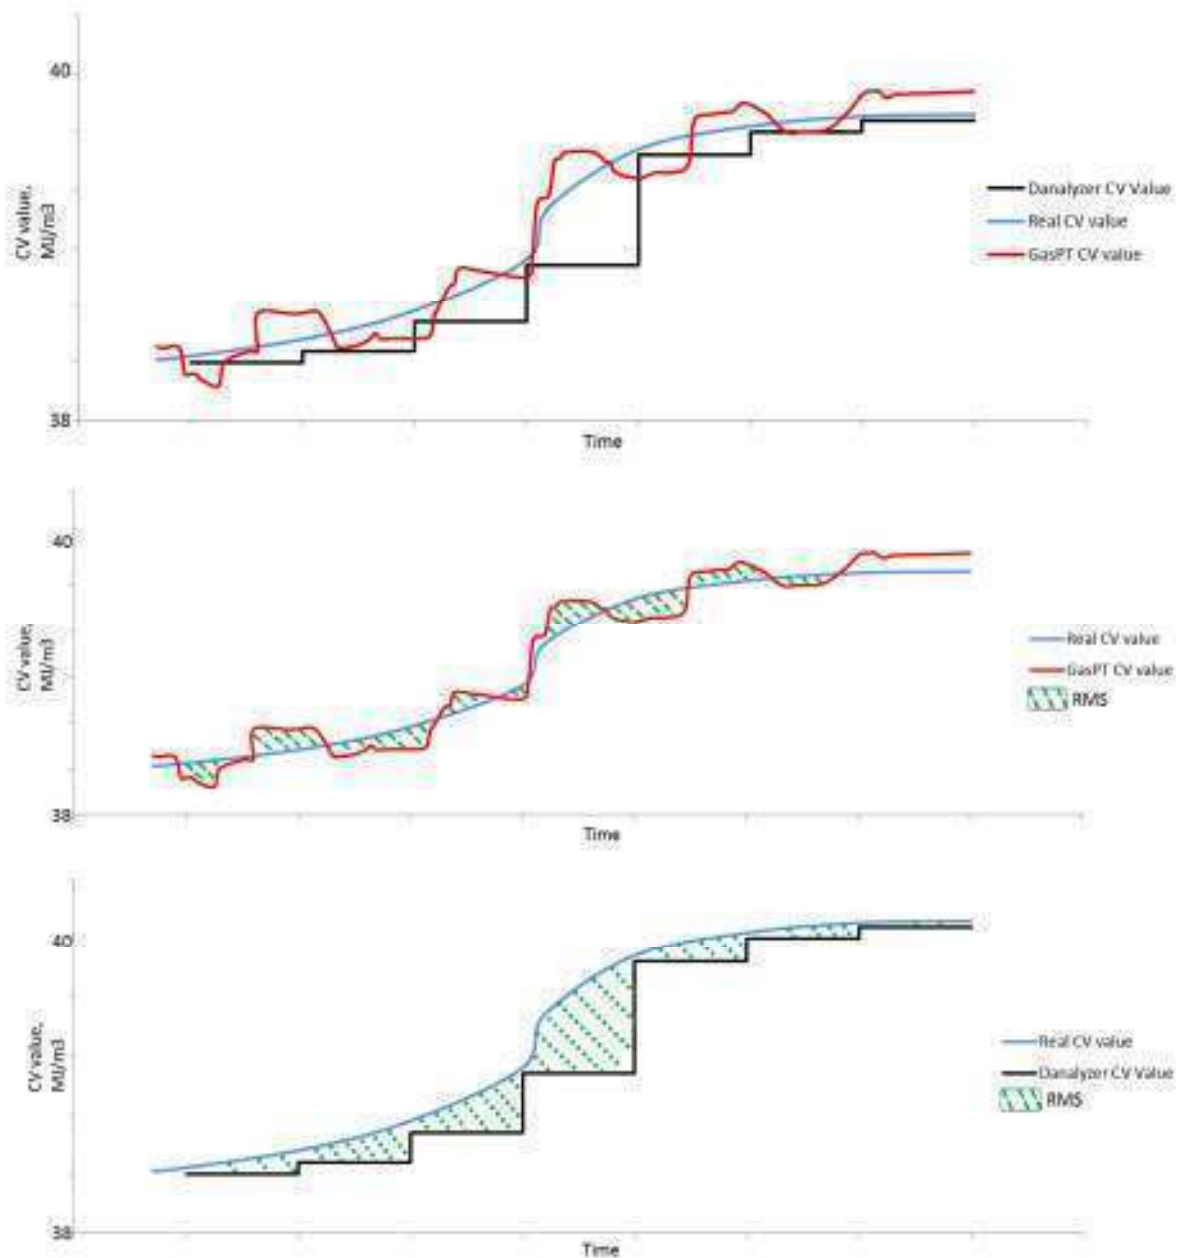 40
CV value,
MJ/m3
38
Time
Danalyzer CV Value
Real CV value
GasPT CV value
40
CV value,
MJ/m3
38
Time
Real CV value
GasPT CV value
RMS
40
CV value,
MJ/m3
38
Time
Real CV value
Danalyzer CV Value
RMS